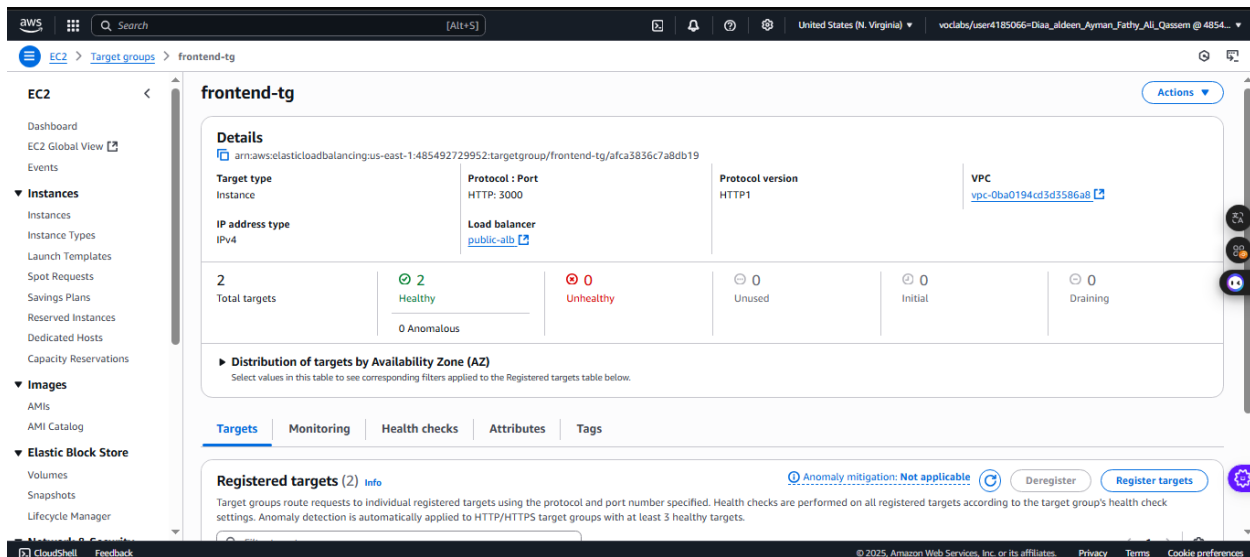 aws
Search [Alt+S]
United States (N. Virginia) voclabs/user4185066=Diaa_aldeen_Ayman_Fathy_Ali_Qassem @ 4854...
EC2 > Target groups > frontend-tg
EC2
Dashboard
EC2 Global View
Events
Instances
Instances
Instance Types
Launch Templates
Spot Requests
Savings Plans
Reserved Instances
Dedicated Hosts
Capacity Reservations
Images
AMIs
AMI Catalog
Elastic Block Store
Volumes
Snapshots
Lifecycle Manager
frontend-tg
Actions
Details
arn:aws:elasticloadbalancing:us-east-1:485492729952:targetgroup/frontend-tg/afca3836c7a8db19
Target type
Instance
Protocol : Port
HTTP: 3000
Protocol version
HTTP1
VPC
vpc-0ba0194cd3d3586a8
IP address type
IPv4
Load balancer
public-alb
2
Total targets
2
Healthy
0 Anomalous
0
Unhealthy
0
Unused
0
Initial
0
Draining
Distribution of targets by Availability Zone (AZ)
Select values in this table to see corresponding filters applied to the Registered targets table below.
Targets Monitoring Health checks Attributes Tags
Registered targets (2) Info
Anomaly mitigation: Not applicable
Deregister
Register targets
Target groups route requests to individual registered targets using the protocol and port number specified. Health checks are performed on all registered targets according to the target group's health check
settings. Anomaly detection is automatically applied to HTTP/HTTPS target groups with at least 3 healthy targets.
CloudShell Feedback
© 2025, Amazon Web Services, Inc. or its affiliates. Privacy Terms Cookie preferences